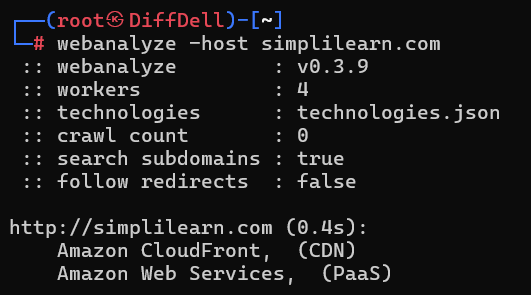 ┌──(root㉿DiffDell)-[~]
└─# webanalyze -host simplilearn.com
 :: webanalyze        : v0.3.9
 :: workers           : 4
 :: technologies      : technologies.json
 :: crawl count       : 0
 :: search subdomains : true
 :: follow redirects  : false

http://simplilearn.com (0.4s):
    Amazon CloudFront,  (CDN)
    Amazon Web Services,  (PaaS)